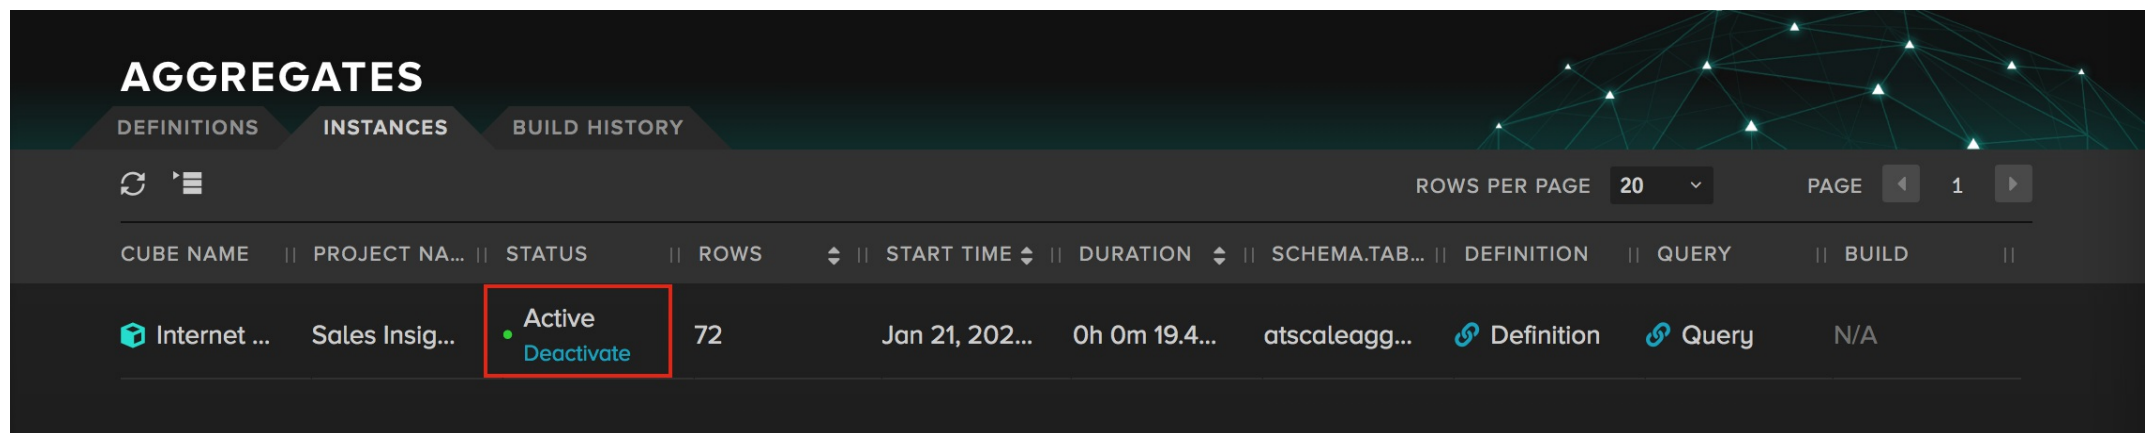 AGGREGATES
DEFINITIONS INSTANCES BUILD HISTORY
ROWS PER PAGE 20 PAGE 1
CUBE NAME PROJECT NA... STATUS ROWS START TIME DURATION SCHEMA.TAB... DEFINITION QUERY BUILD
Internet ... Sales Insig... Active 72 Jan 21, 202... 0h 0m 19.4... atscaleagg... Definition Query N/A
Deactivate